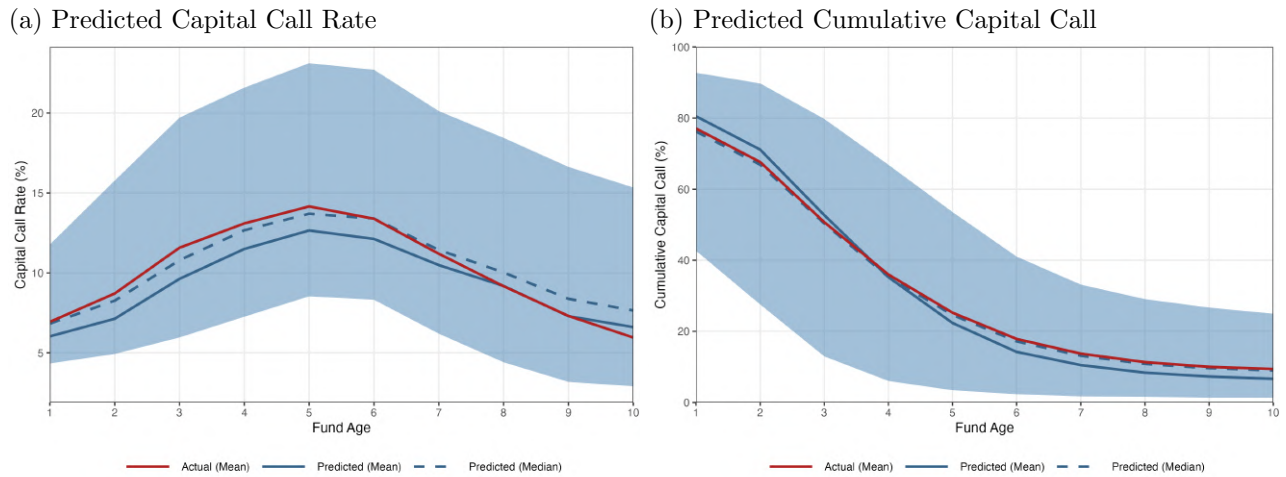 (a) Predicted Capital Call Rate
Capital Call Rate (%)
20
15
10
5
1 2 3 4 5 6 7 8 9 10
Fund Age
Actual (Mean) Predicted (Mean) Predicted (Median)
(b) Predicted Cumulative Capital Call
Cumulative Capital Call (%)
100
80
60
40
20
0
1 2 3 4 5 6 7 8 9 10
Fund Age
Actual (Mean) Predicted (Mean) Predicted (Median)